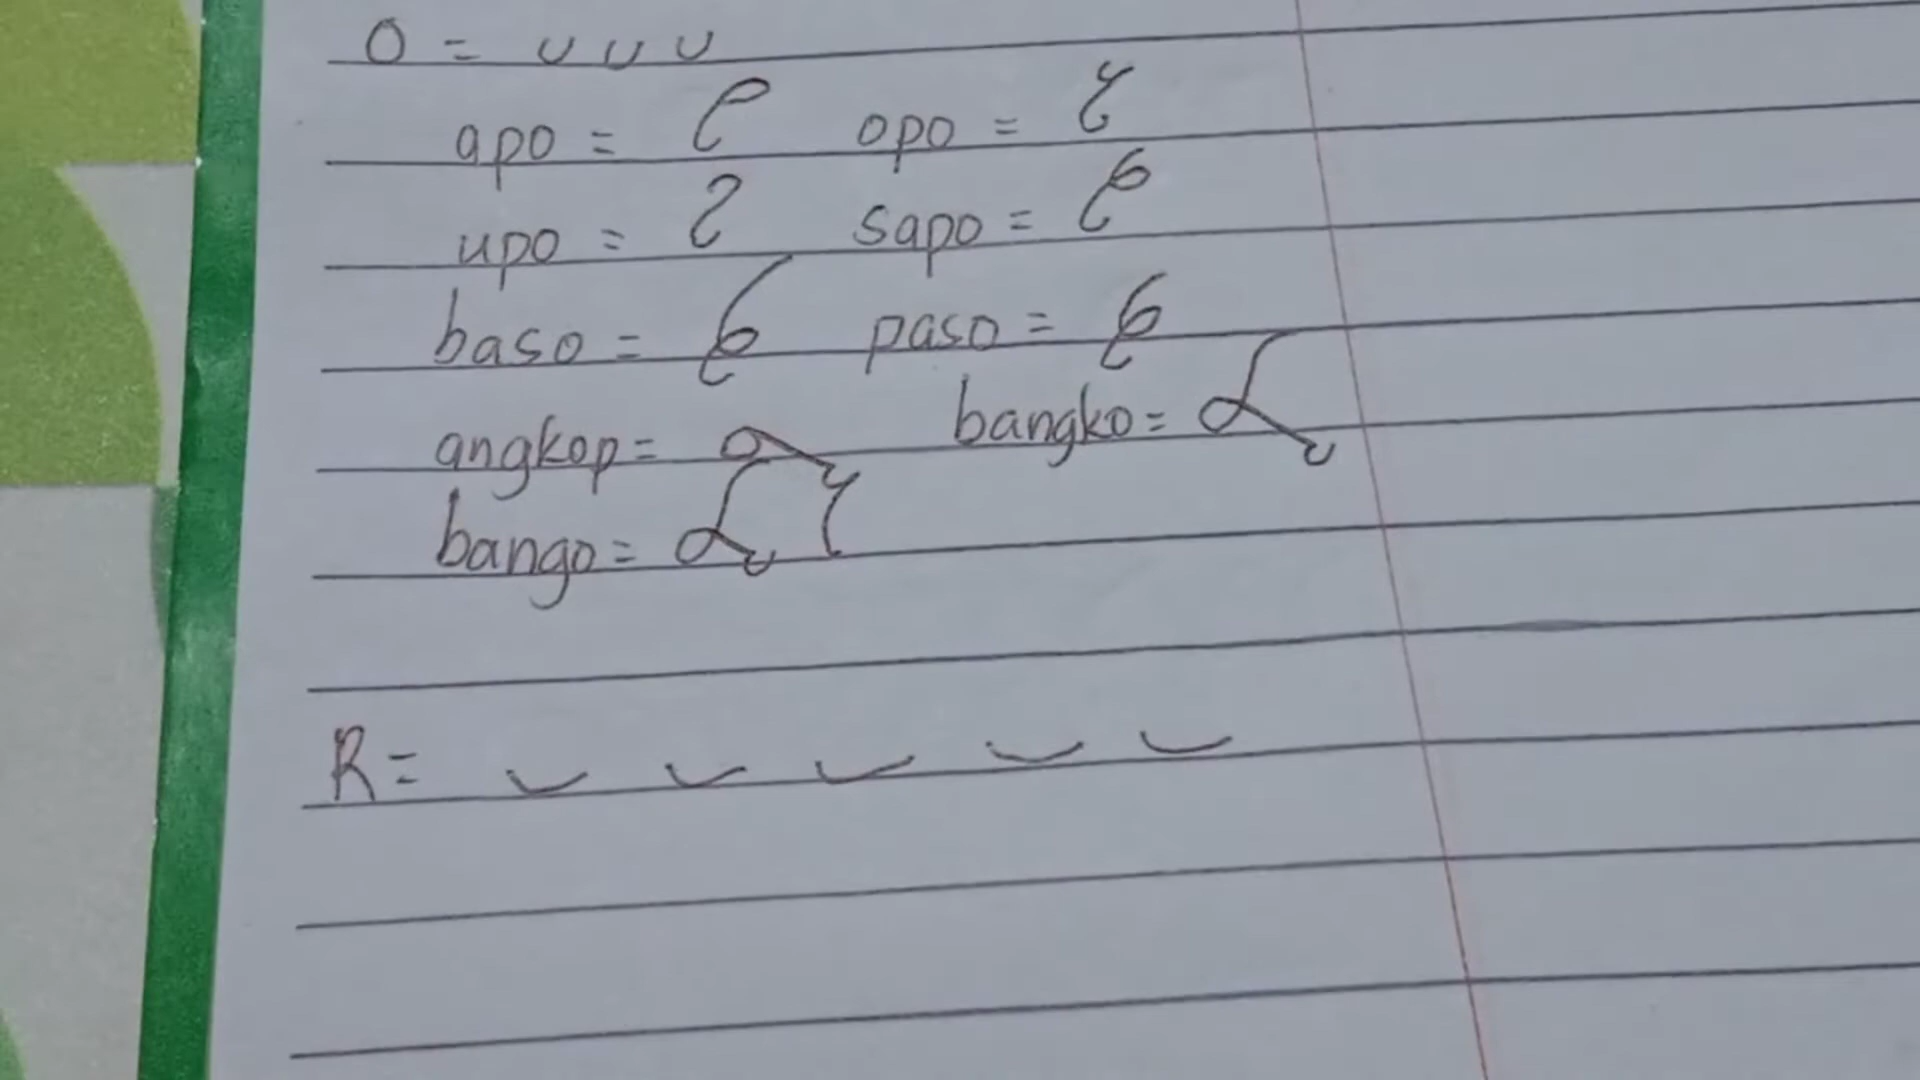 O = ᴗ ᴗ ᴗ
apo = opo =
upo = sapo =
baso = paso =
angkop = bangko =
bango =
R =